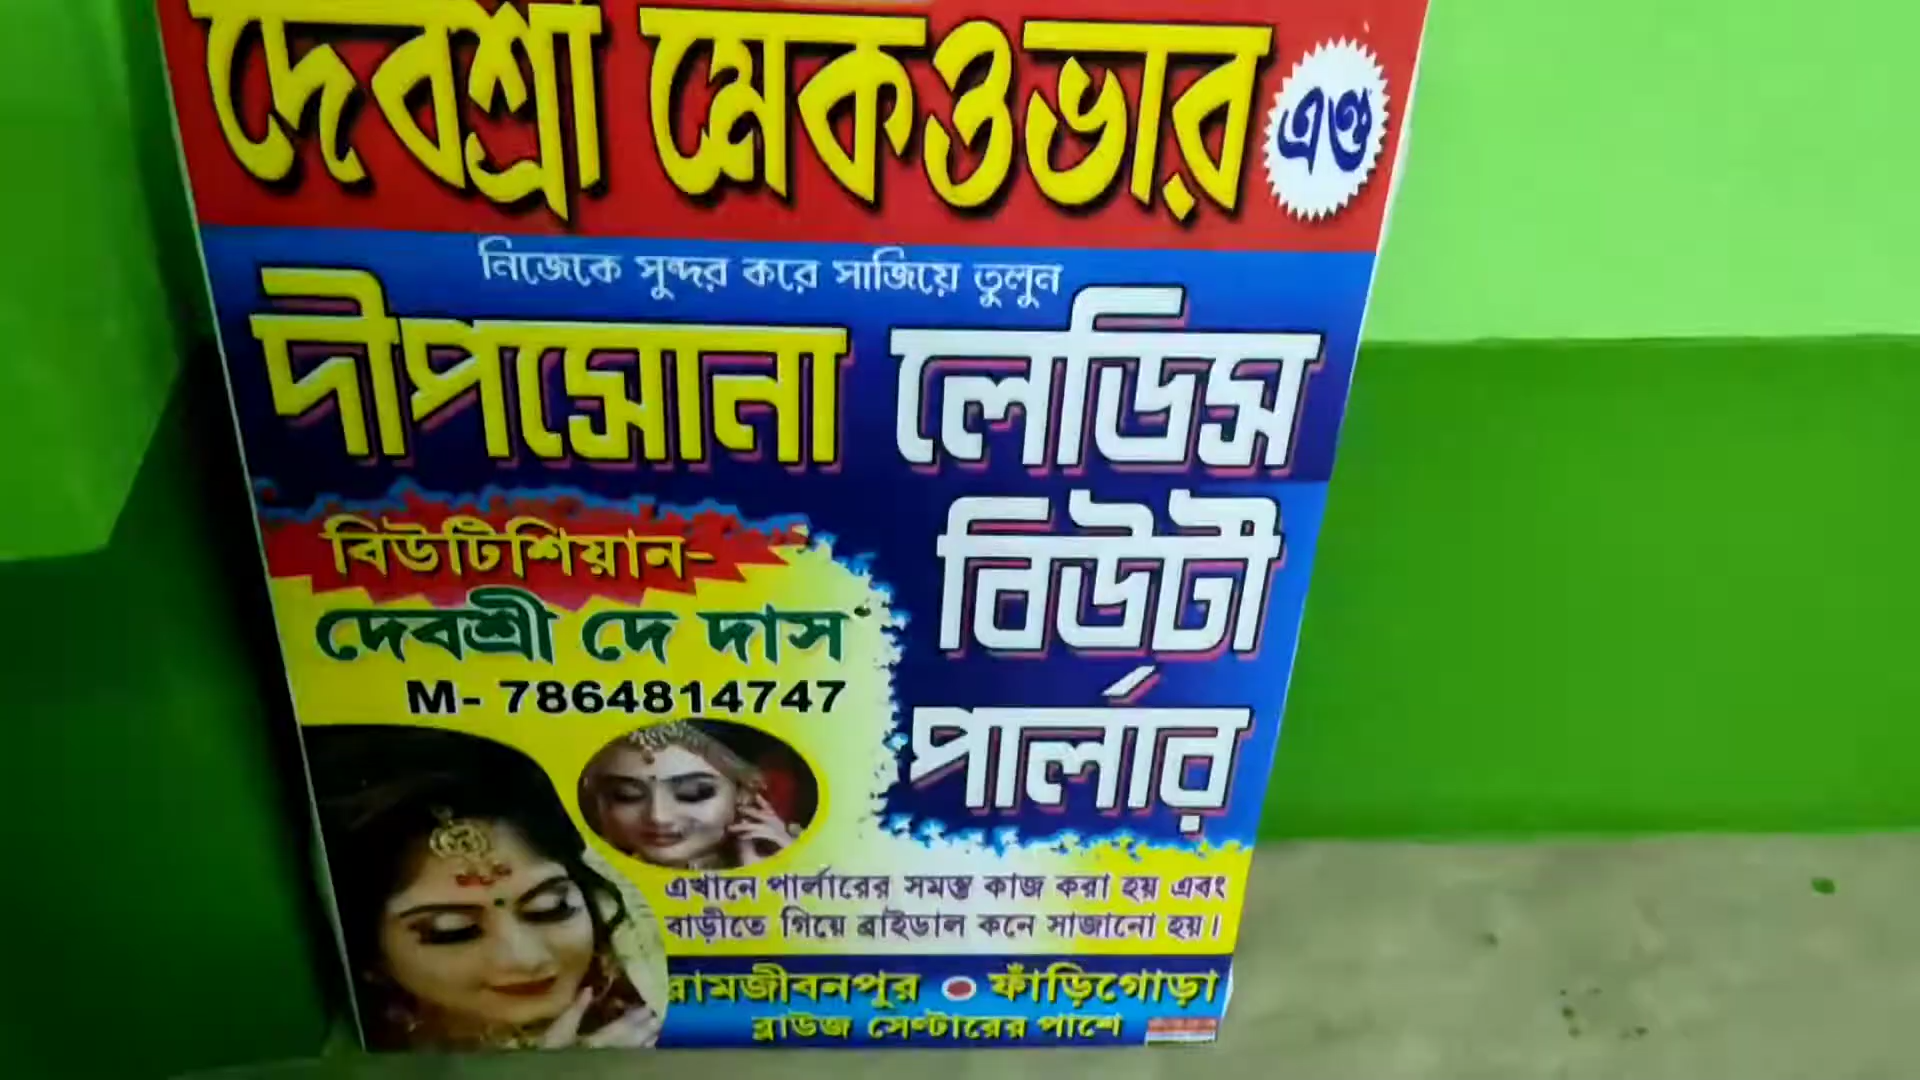 দেবশ্রী মেকওভার এণ্ড
নিজেকে সুন্দর করে সাজিয়ে তুলুন
দীপসোনা লেডিস
বিউটী
পার্লার
বিউটিশিয়ান-
দেবশ্রী দে দাস
M- 7864814747
এখানে পার্লারের সমস্ত কাজ করা হয় এবং
বাড়ীতে গিয়ে ব্রাইডাল কনে সাজানো হয়।
রামজীবনপুর ফাঁড়িগোড়া
ব্লাউজ সেণ্টারের পাশে